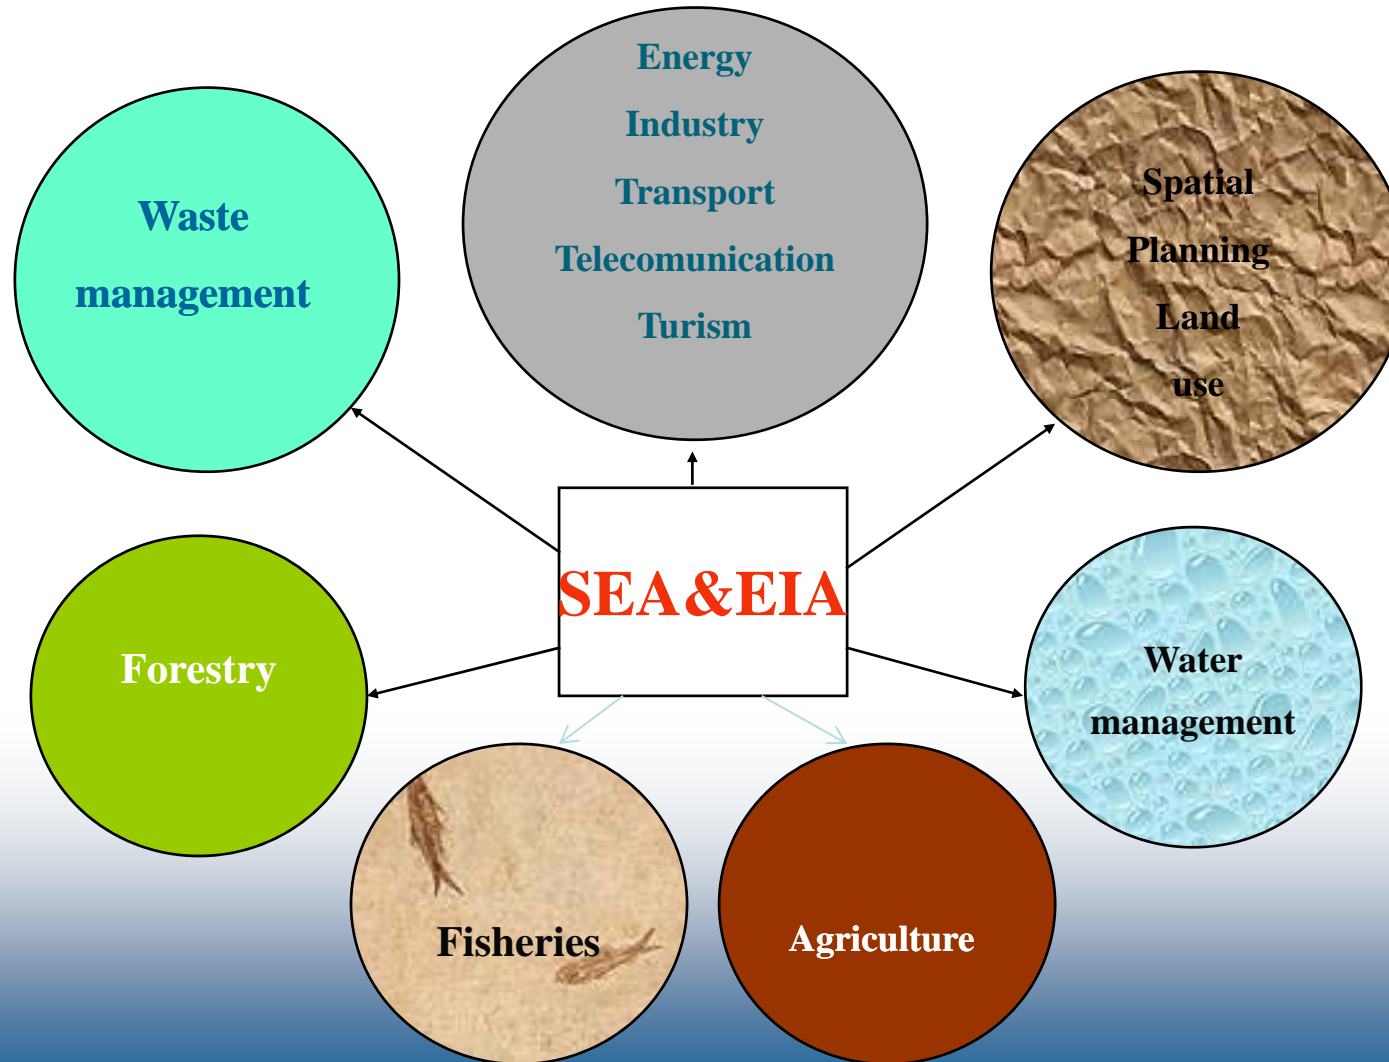 Energy
Industry
Transport
Telecomunication
Turism
Waste
management
Spatial
Planning
Land
use
SEA&EIA
Forestry
Water
management
Fisheries
Agriculture